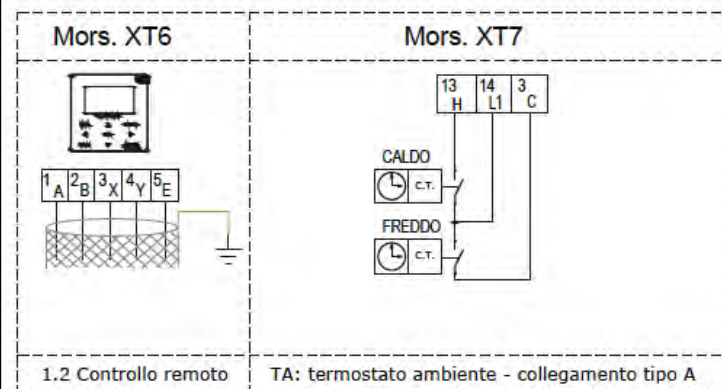 Mors. XT6
Mors. XT7
13 14 3
H L1 C
CALDO
C.T.
1 2 3 4 5
A B X Y E
FREDDO
C.T.
1.2 Controllo remoto
TA: termostato ambiente - collegamento tipo A